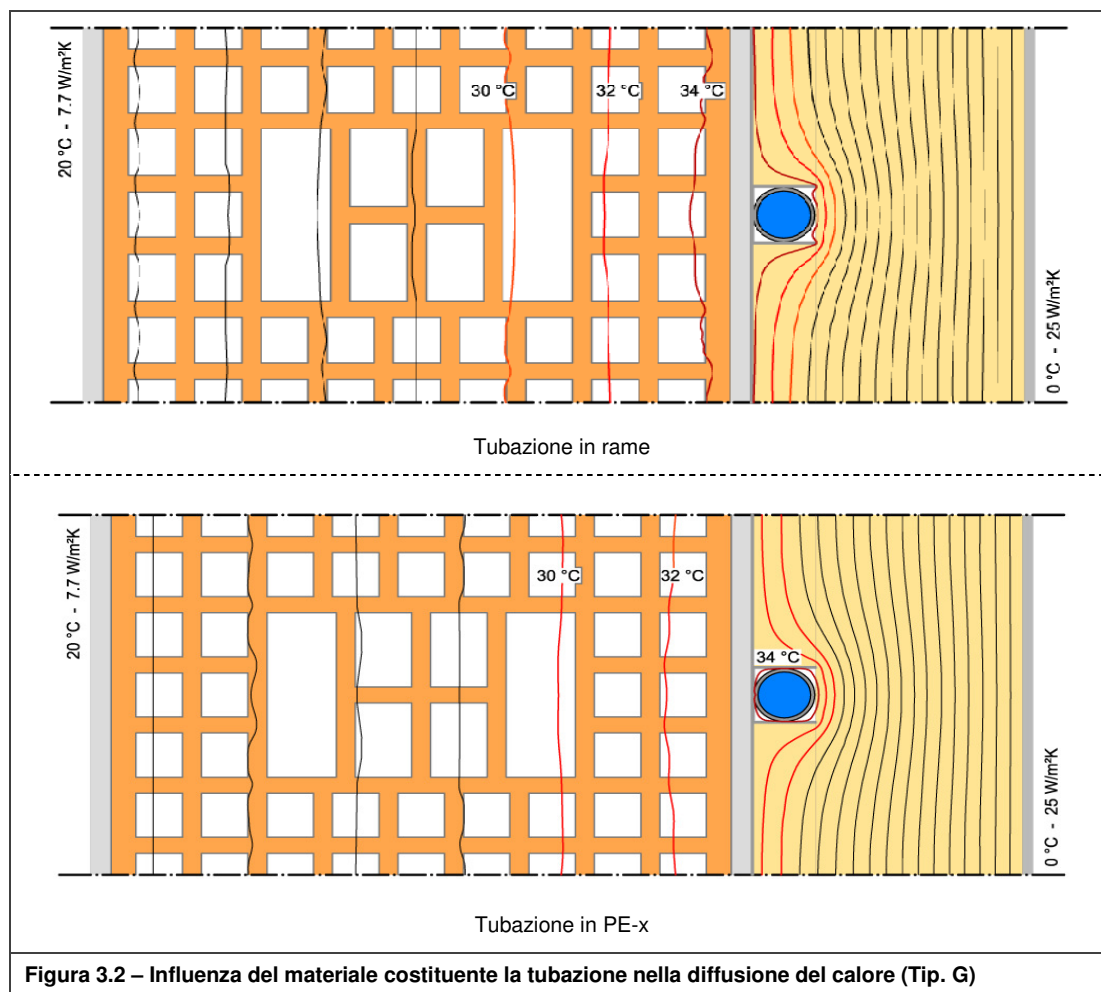 20 °C - 7.7 W/m²K
30 °C
32 °C
34 °C
0 °C - 25 W/m²K
Tubazione in rame
20 °C - 7.7 W/m²K
30 °C
32 °C
34 °C
0 °C - 25 W/m²K
Tubazione in PE-x
Figura 3.2 – Influenza del materiale costituente la tubazione nella diffusione del calore (Tip. G)